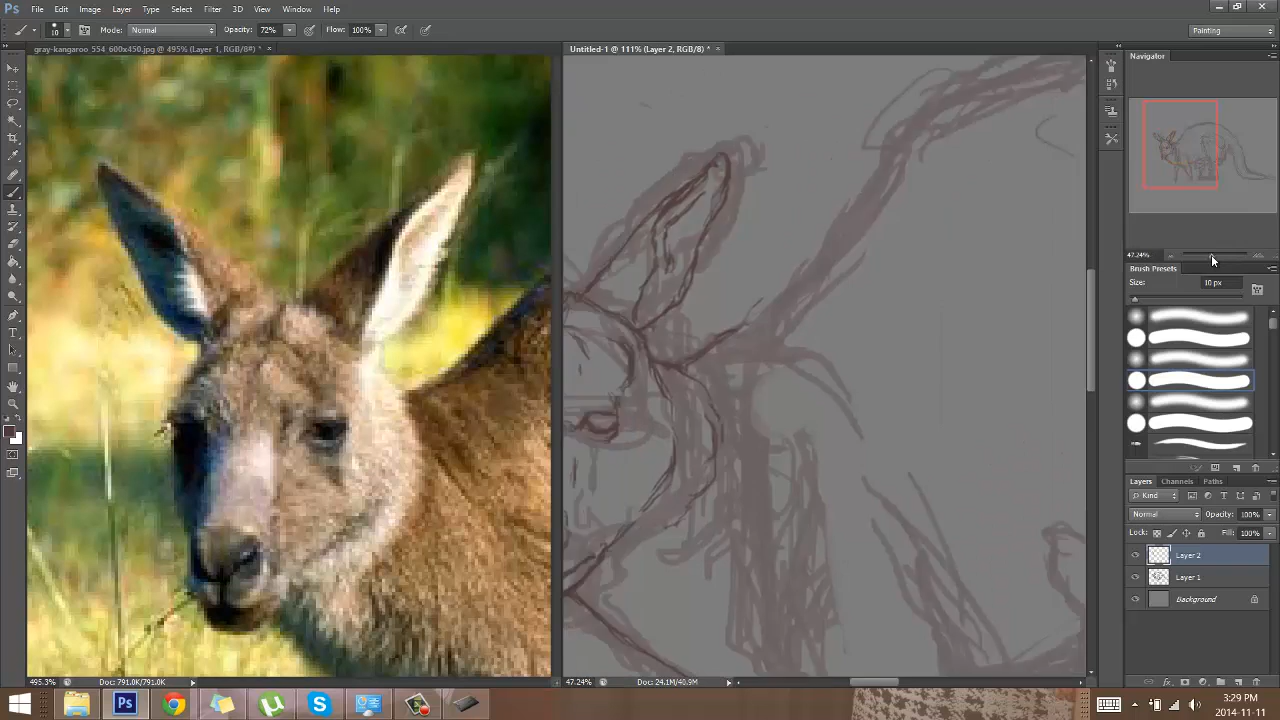 Ps File Edit Image Layer Type Select Filter 3D View Window Help
10 Mode: Normal Opacity: 72% Flow: 100% Painting
gray-kangaroo_554_600x450.jpg @ 495% (Layer 1, RGB/8#) * × Untitled-1 @ 111% (Layer 2, RGB/8) * ×
Navigator
47.24%
Brush Presets
Size: 10 px
Layers Channels Paths
Kind
Normal Opacity: 100%
Lock: Fill: 100%
Layer 2
Layer 1
Background
495.3% Doc: 791.0K/791.0K 47.24% Doc: 24.1M/40.9M
Ps
3:29 PM
2014-11-11